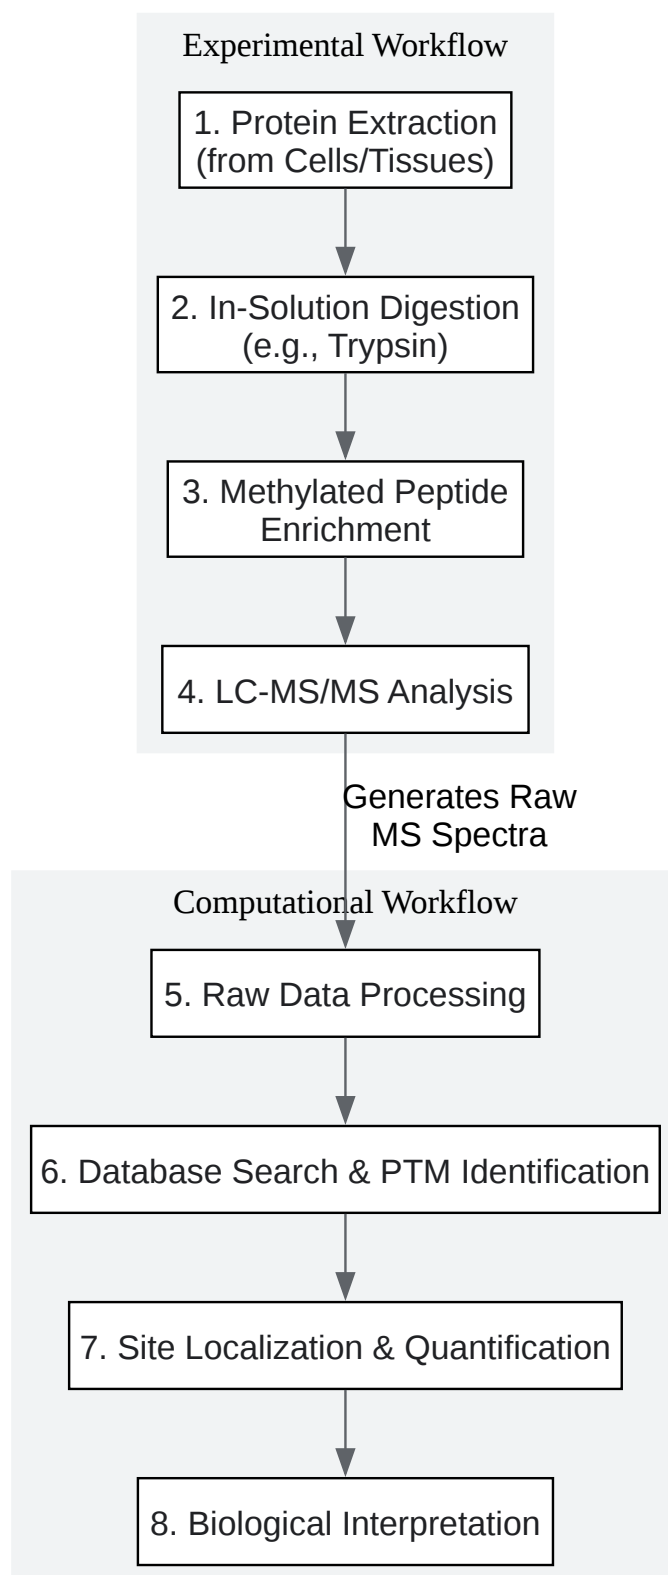 Experimental Workflow
1. Protein Extraction
(from Cells/Tissues)
2. In-Solution Digestion
(e.g., Trypsin)
3. Methylated Peptide
Enrichment
4. LC-MS/MS Analysis
Generates Raw
MS Spectra
Computational Workflow
5. Raw Data Processing
6. Database Search & PTM Identification
7. Site Localization & Quantification
8. Biological Interpretation